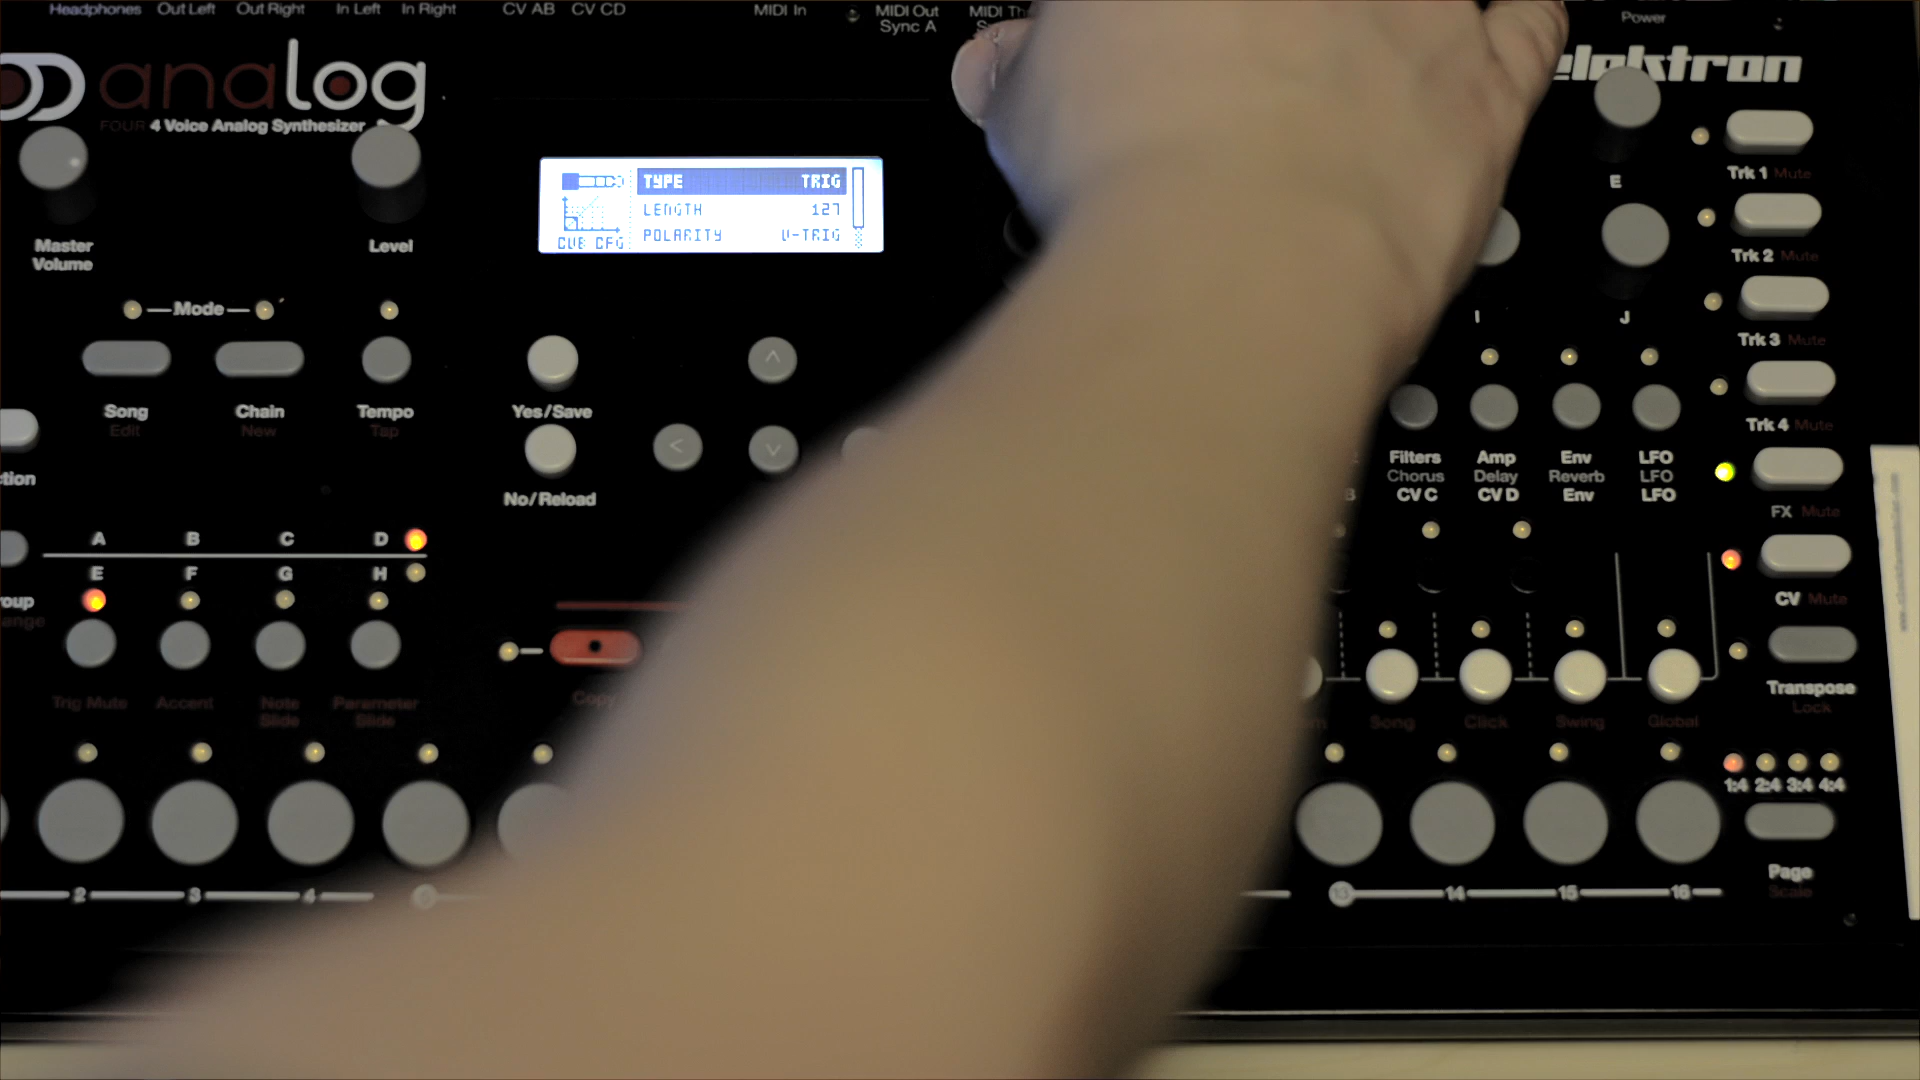 Headphones Out Left Out Right In Left In Right CV AB CV CD MIDI In MIDI Out MIDI Power
Sync A
analog elektron
FOUR 4 Voice Analog Synthesizer
TYPE TRIG
LENGTH 127
POLARITY V-TRIG
CVB CFG
Master Volume
Level
E
I J
Trk 1 Mute
Trk 2 Mute
Trk 3 Mute
Trk 4 Mute
FX Mute
CV Mute
Transpose
Lock
Mode
Song Chain Tempo
Edit New Tap
Yes/Save
No/Reload
Filters Amp Env LFO
Chorus Delay Reverb LFO
B CV C CV D Env LFO
A B C D
E F G H
Trig Mute Accent Note Slide Parameter Slide
Copy
Song Click Swing Global
1:4 2:4 3:4 4:4
Page
Scale
2 3 4 13 14 15 16